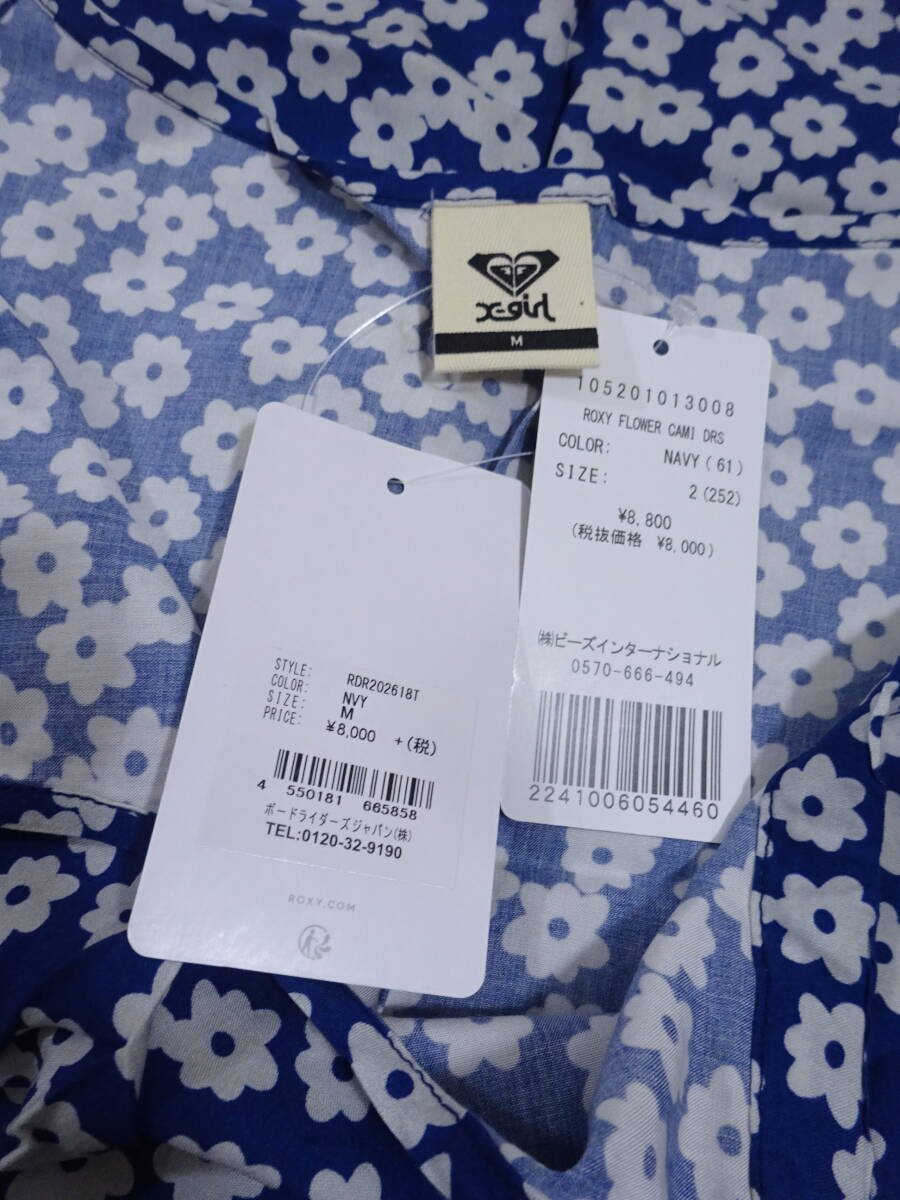 x-girl
M
105201013008
ROXY FLOWER CAMI DRS
COLOR: NAVY(61)
SIZE: 2(252)
¥8,800
(税抜価格 ¥8,000)
㈱ビーズインターナショナル
0570-666-494
2241006054460
STYLE: RDR202618T
COLOR: NVY
SIZE: M
PRICE: ¥8,000 +(税)
4 550181 665858
ボードライダーズジャパン(株)
TEL:0120-32-9190
ROXY.COM